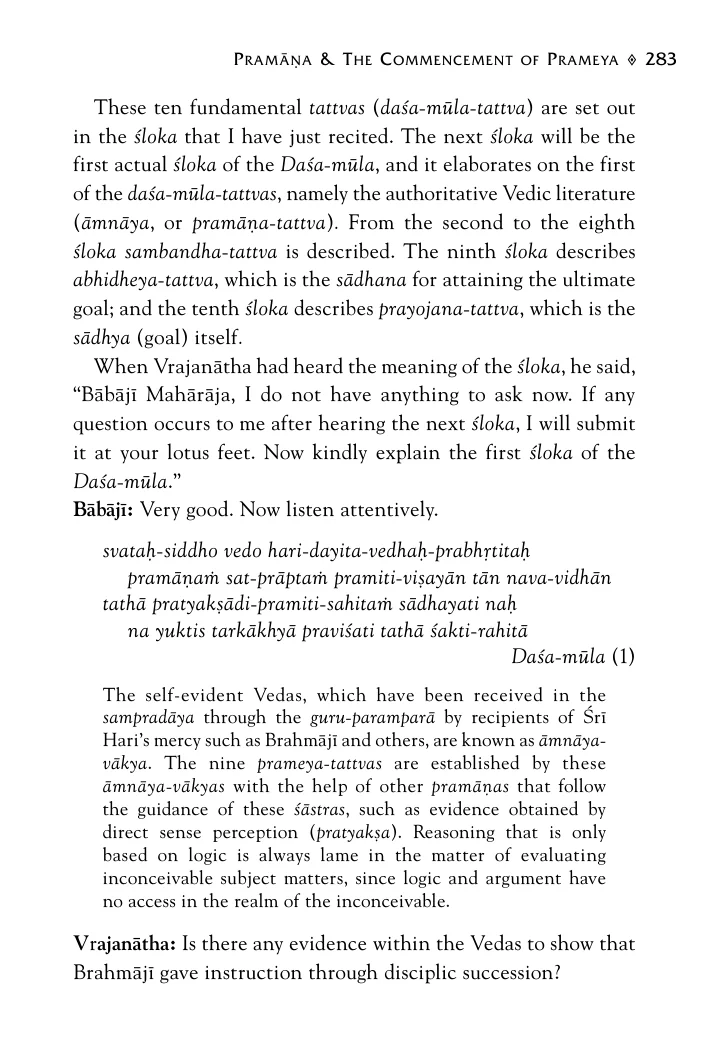 PRAMĀṆA & THE COMMENCEMENT OF PRAMEYA ◊ 283
These ten fundamental tattvas (daśa-mūla-tattva) are set out
in the śloka that I have just recited. The next śloka will be the
first actual śloka of the Daśa-mūla, and it elaborates on the first
of the daśa-mūla-tattvas, namely the authoritative Vedic literature
(āmnāya, or pramāṇa-tattva). From the second to the eighth
śloka sambandha-tattva is described. The ninth śloka describes
abhidheya-tattva, which is the sādhana for attaining the ultimate
goal; and the tenth śloka describes prayojana-tattva, which is the
sādhya (goal) itself.
When Vrajanātha had heard the meaning of the śloka, he said,
“Bābājī Mahārāja, I do not have anything to ask now. If any
question occurs to me after hearing the next śloka, I will submit
it at your lotus feet. Now kindly explain the first śloka of the
Daśa-mūla.”
Bābājī: Very good. Now listen attentively.
svataḥ-siddho vedo hari-dayita-vedhaḥ-prabhṛtitaḥ
pramāṇaṁ sat-prāptaṁ pramiti-viṣayān tān nava-vidhān
tathā pratyakṣādi-pramiti-sahitaṁ sādhayati naḥ
na yuktis tarkākhyā praviśati tathā śakti-rahitā
Daśa-mūla (1)
The self-evident Vedas, which have been received in the
sampradāya through the guru-paramparā by recipients of Śrī
Hari’s mercy such as Brahmājī and others, are known as āmnāya-
vākya. The nine prameya-tattvas are established by these
āmnāya-vākyas with the help of other pramāṇas that follow
the guidance of these śāstras, such as evidence obtained by
direct sense perception (pratyakṣa). Reasoning that is only
based on logic is always lame in the matter of evaluating
inconceivable subject matters, since logic and argument have
no access in the realm of the inconceivable.
Vrajanātha: Is there any evidence within the Vedas to show that
Brahmājī gave instruction through disciplic succession?